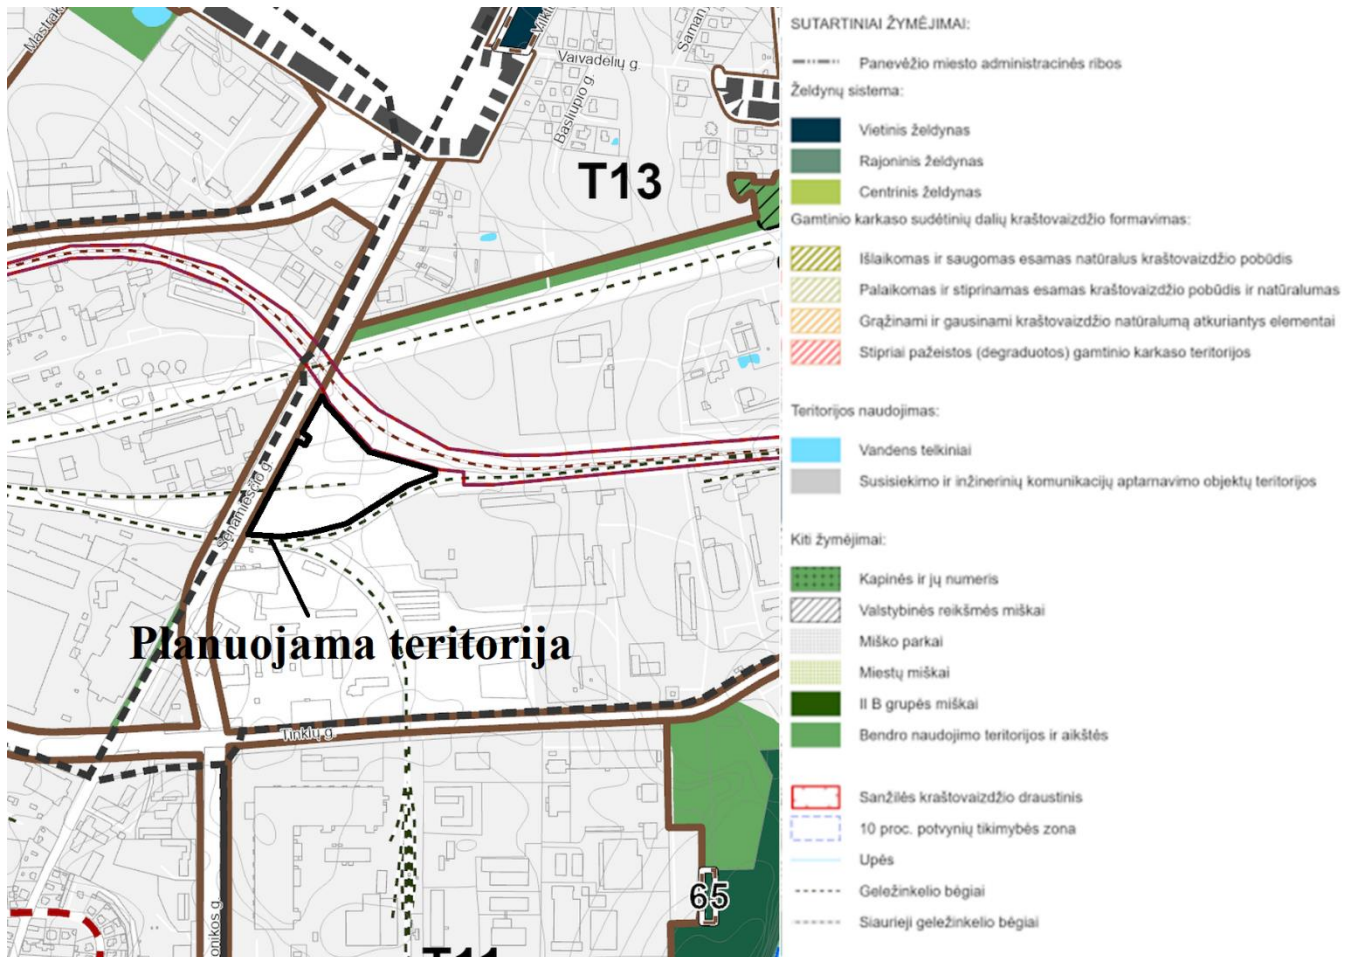 Vaivadėlių g.
Basliupio g.
T13
Senamiesčio g.
Planuojama teritorija
Tinklų g.
65
T11
SUTARTINIAI ŽYMĖJIMAI:
Panevėžio miesto administracinės ribos
Želdynų sistema:
Vietinis želdynas
Rajoninis želdynas
Centrinis želdynas
Gamtinio karkaso sudėtinių dalių kraštovaizdžio formavimas:
Išlaikomas ir saugomas esamas natūralus kraštovaizdžio pobūdis
Palaikomas ir stiprinamas esamas kraštovaizdžio pobūdis ir natūralumas
Grąžinami ir gausinami kraštovaizdžio natūralumą atkuriantys elementai
Stipriai pažeistos (degraduotos) gamtinio karkaso teritorijos
Teritorijos naudojimas:
Vandens telkiniai
Susisiekimo ir inžinerinių komunikacijų aptarnavimo objektų teritorijos
Kiti žymėjimai:
Kapinės ir jų numeris
Valstybinės reikšmės miškai
Miško parkai
Miestų miškai
II B grupės miškai
Bendro naudojimo teritorijos ir aikštės
Sanžilės kraštovaizdžio draustinis
10 proc. potvynių tikimybės zona
Upės
Geležinkelio bėgiai
Siaurieji geležinkelio bėgiai